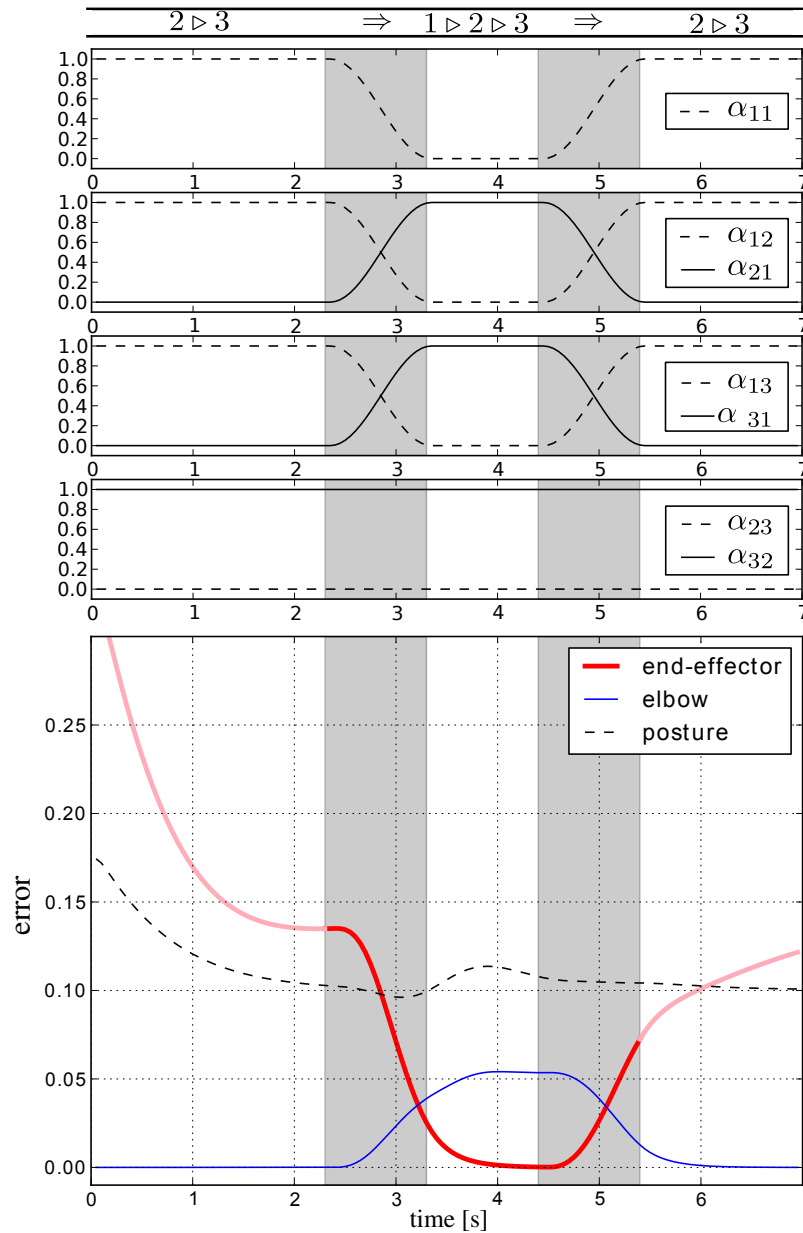 2 ▷ 3 ⇒ 1 ▷ 2 ▷ 3 ⇒ 2 ▷ 3
1.0
0.8
0.6
0.4
0.2
0.0
α11
0 1 2 3 4 5 6 7
1.0
0.8
0.6
0.4
0.2
0.0
α12
α21
0 1 2 3 4 5 6 7
1.0
0.8
0.6
0.4
0.2
0.0
α13
α 31
0 1 2 3 4 5 6 7
1.0
0.8
0.6
0.4
0.2
0.0
α23
α32
0 1 2 3 4 5 6 7
end-effector
elbow
posture
0.25
0.20
0.15
0.10
0.05
0.00
error
0 1 2 3 4 5 6 7
time [s]